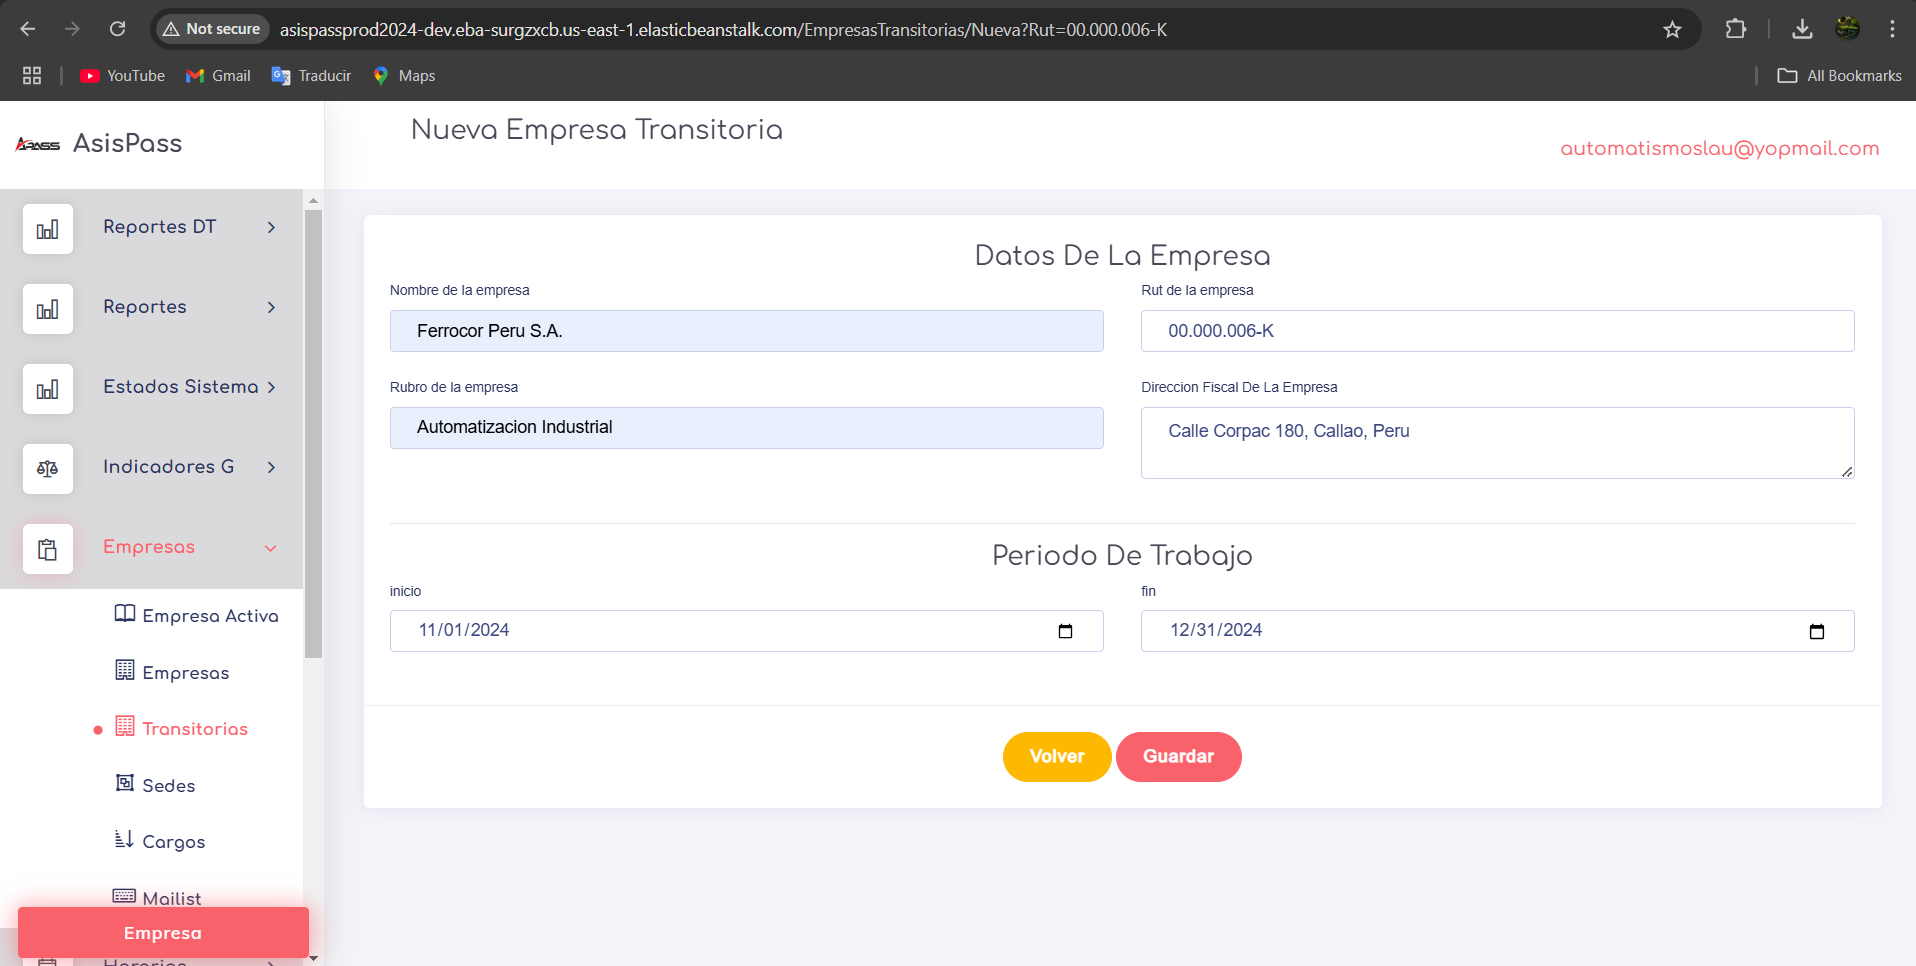 Not secure asispassprod2024-dev.eba-surgzxcb.us-east-1.elasticbeanstalk.com/EmpresasTransitorias/Nueva?Rut=00.000.006-K
YouTube Gmail Traducir Maps All Bookmarks
APASS AsisPass
Nueva Empresa Transitoria
automatismoslau@yopmail.com
Reportes DT
Reportes
Estados Sistema
Indicadores G
Empresas
Empresa Activa
Empresas
Transitorias
Sedes
Cargos
Mailist
Empresa
Horarios
Datos De La Empresa
Nombre de la empresa
Ferrocor Peru S.A.
Rut de la empresa
00.000.006-K
Rubro de la empresa
Automatizacion Industrial
Direccion Fiscal De La Empresa
Calle Corpac 180, Callao, Peru
Periodo De Trabajo
inicio
11/01/2024
fin
12/31/2024
Volver Guardar